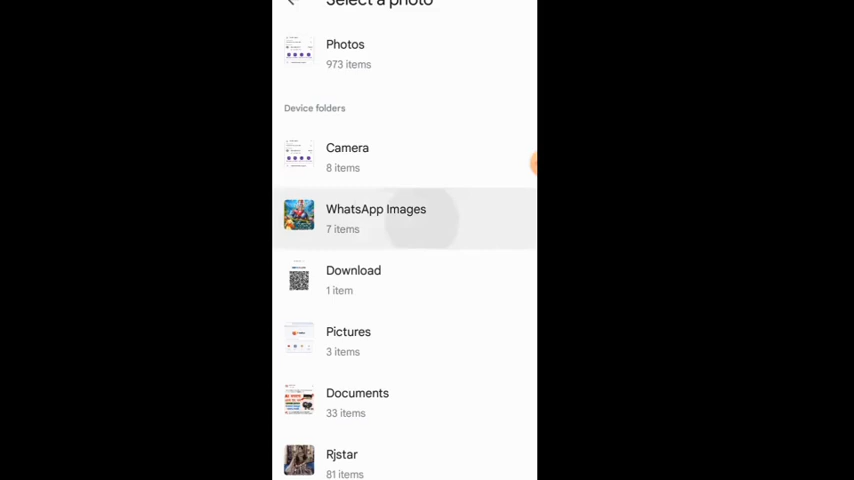 Select a photo
Photos
973 items
Device folders
Camera
8 items
WhatsApp Images
7 items
Download
1 item
Pictures
3 items
Documents
33 items
Rjstar
81 items